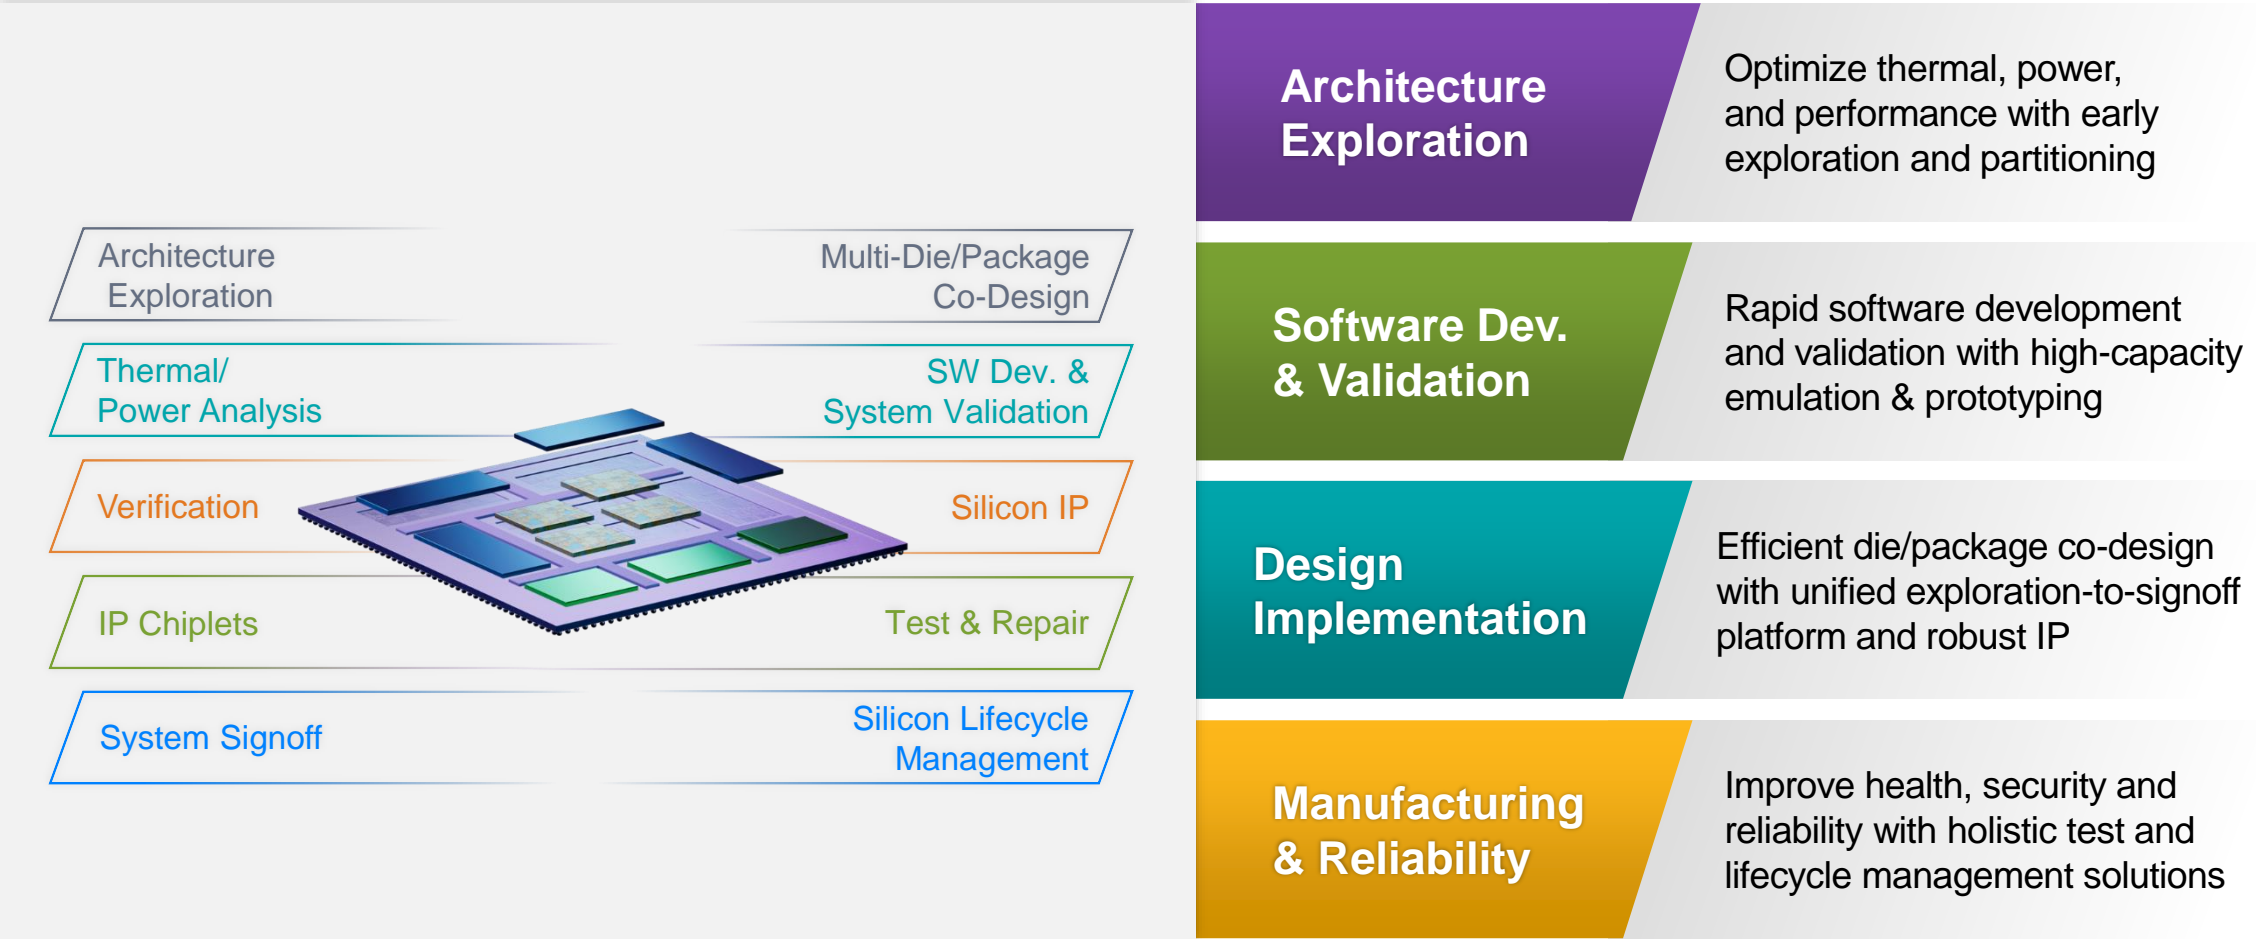 Architecture
Exploration
Multi-Die/Package
Co-Design
Thermal/
Power Analysis
SW Dev. &
System Validation
Verification
Silicon IP
IP Chiplets
Test & Repair
System Signoff
Silicon Lifecycle
Management
Architecture
Exploration
Optimize thermal, power,
and performance with early
exploration and partitioning
Software Dev.
& Validation
Rapid software development
and validation with high-capacity
emulation & prototyping
Design
Implementation
Efficient die/package co-design
with unified exploration-to-signoff
platform and robust IP
Manufacturing
& Reliability
Improve health, security and
reliability with holistic test and
lifecycle management solutions